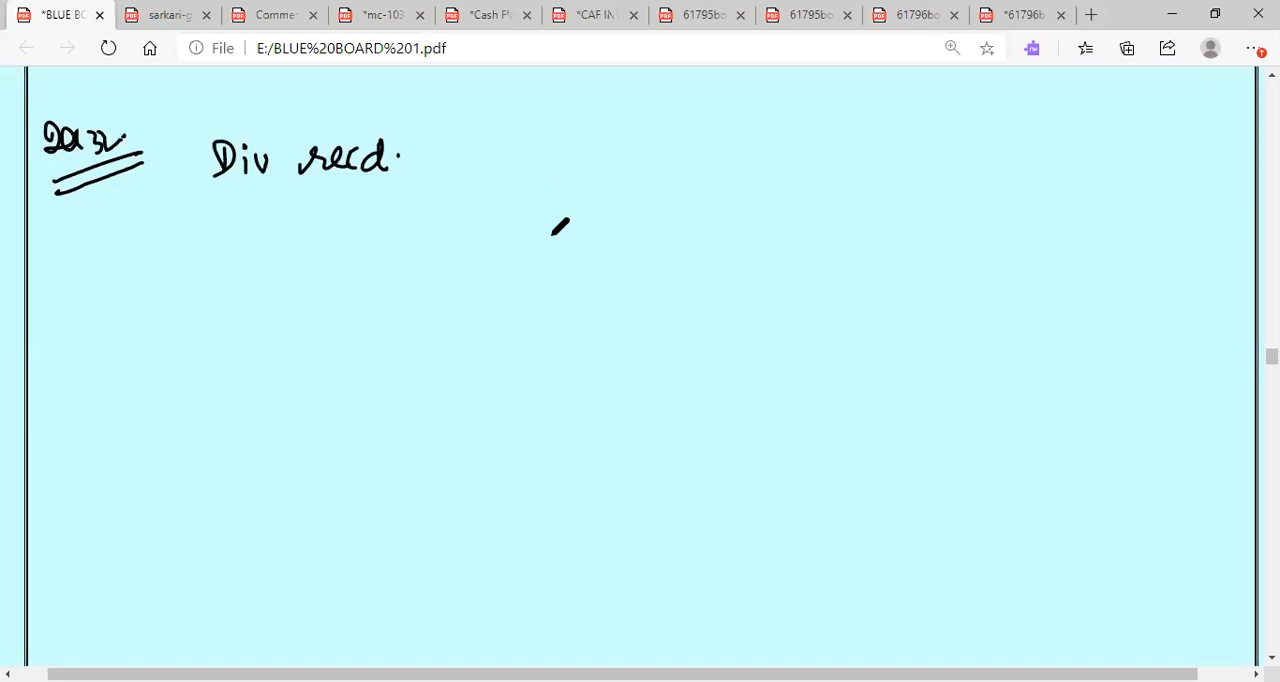 *BLUE BO
sarkari-g
Comme
*mc-103
*Cash Fl
*CAF IN
61795bo
61795bo
61796bo
*61796b
File E:/BLUE%20BOARD%201.pdf
Div recd.